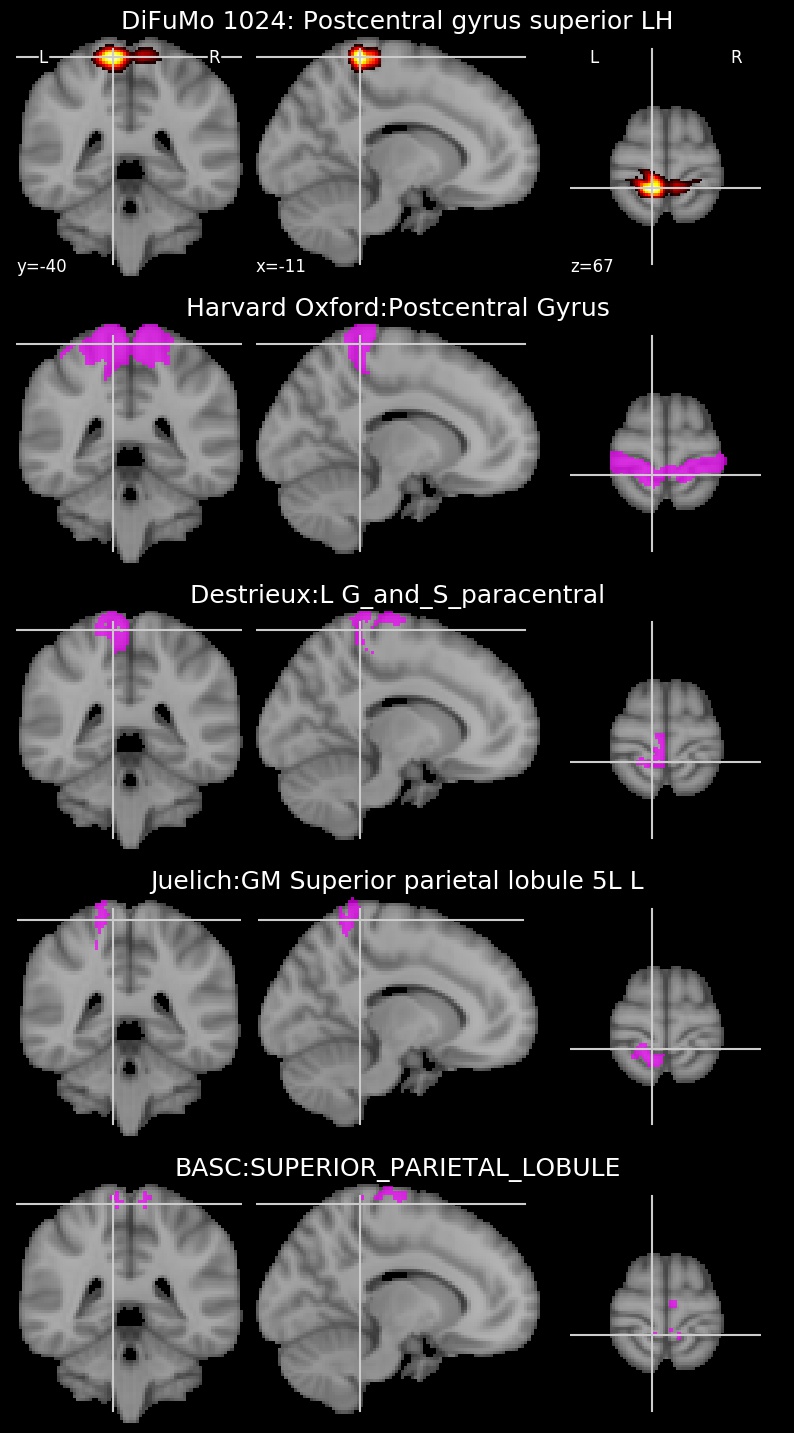 DiFuMo 1024: Postcentral gyrus superior LH
L R L R
y=-40 x=-11 z=67
Harvard Oxford:Postcentral Gyrus
Destrieux:L G_and_S_paracentral
Juelich:GM Superior parietal lobule 5L L
BASC:SUPERIOR_PARIETAL_LOBULE